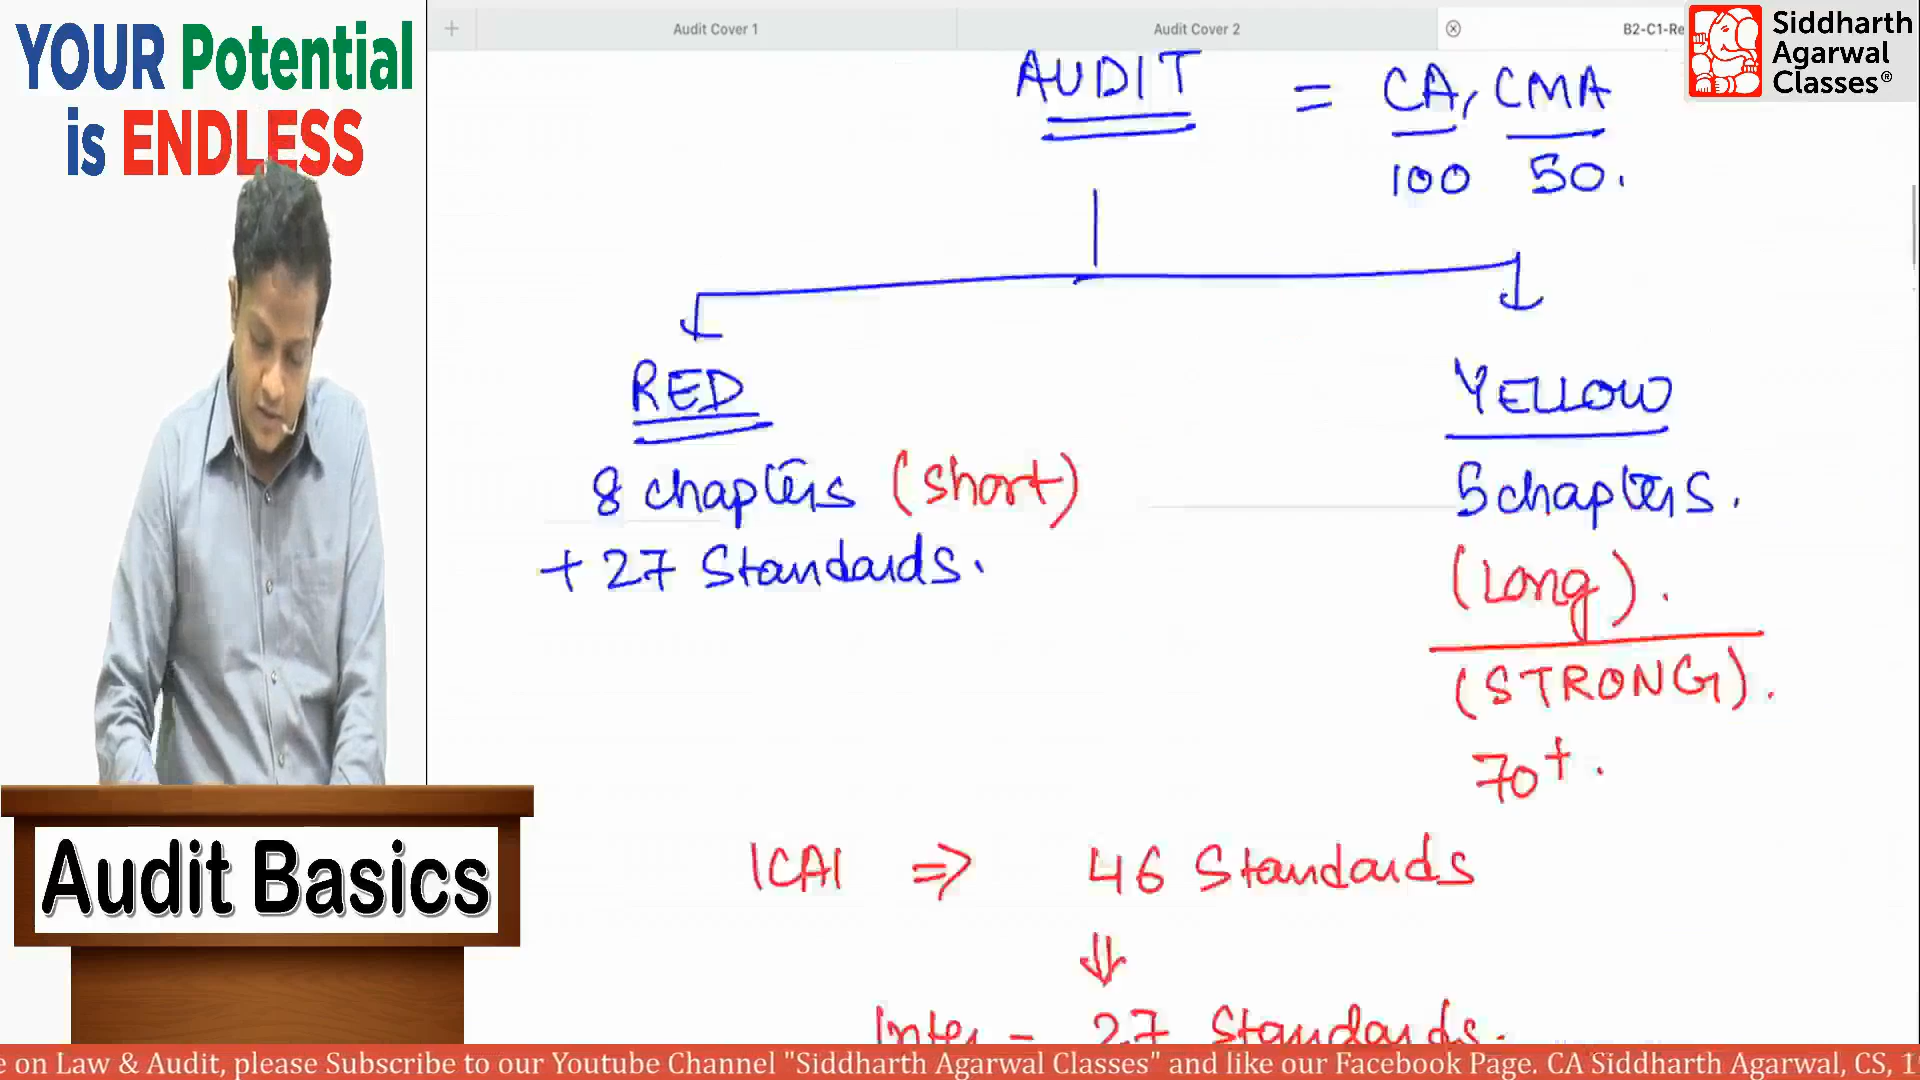 YOUR Potential
is ENDLESS
Audit Cover 1
Audit Cover 2
B2-C1-Re
Siddharth
Agarwal
Classes®
AUDIT = CA, CMA
100 50.
RED
8 chapters (Short)
+ 27 Standards.
YELLOW
5 chapters.
(Long).
(STRONG).
70+.
ICAI ⇒ 46 Standards
⇓
Inter - 27 Standards.
Audit Basics
e on Law & Audit, please Subscribe to our Youtube Channel "Siddharth Agarwal Classes" and like our Facebook Page. CA Siddharth Agarwal, CS, 1